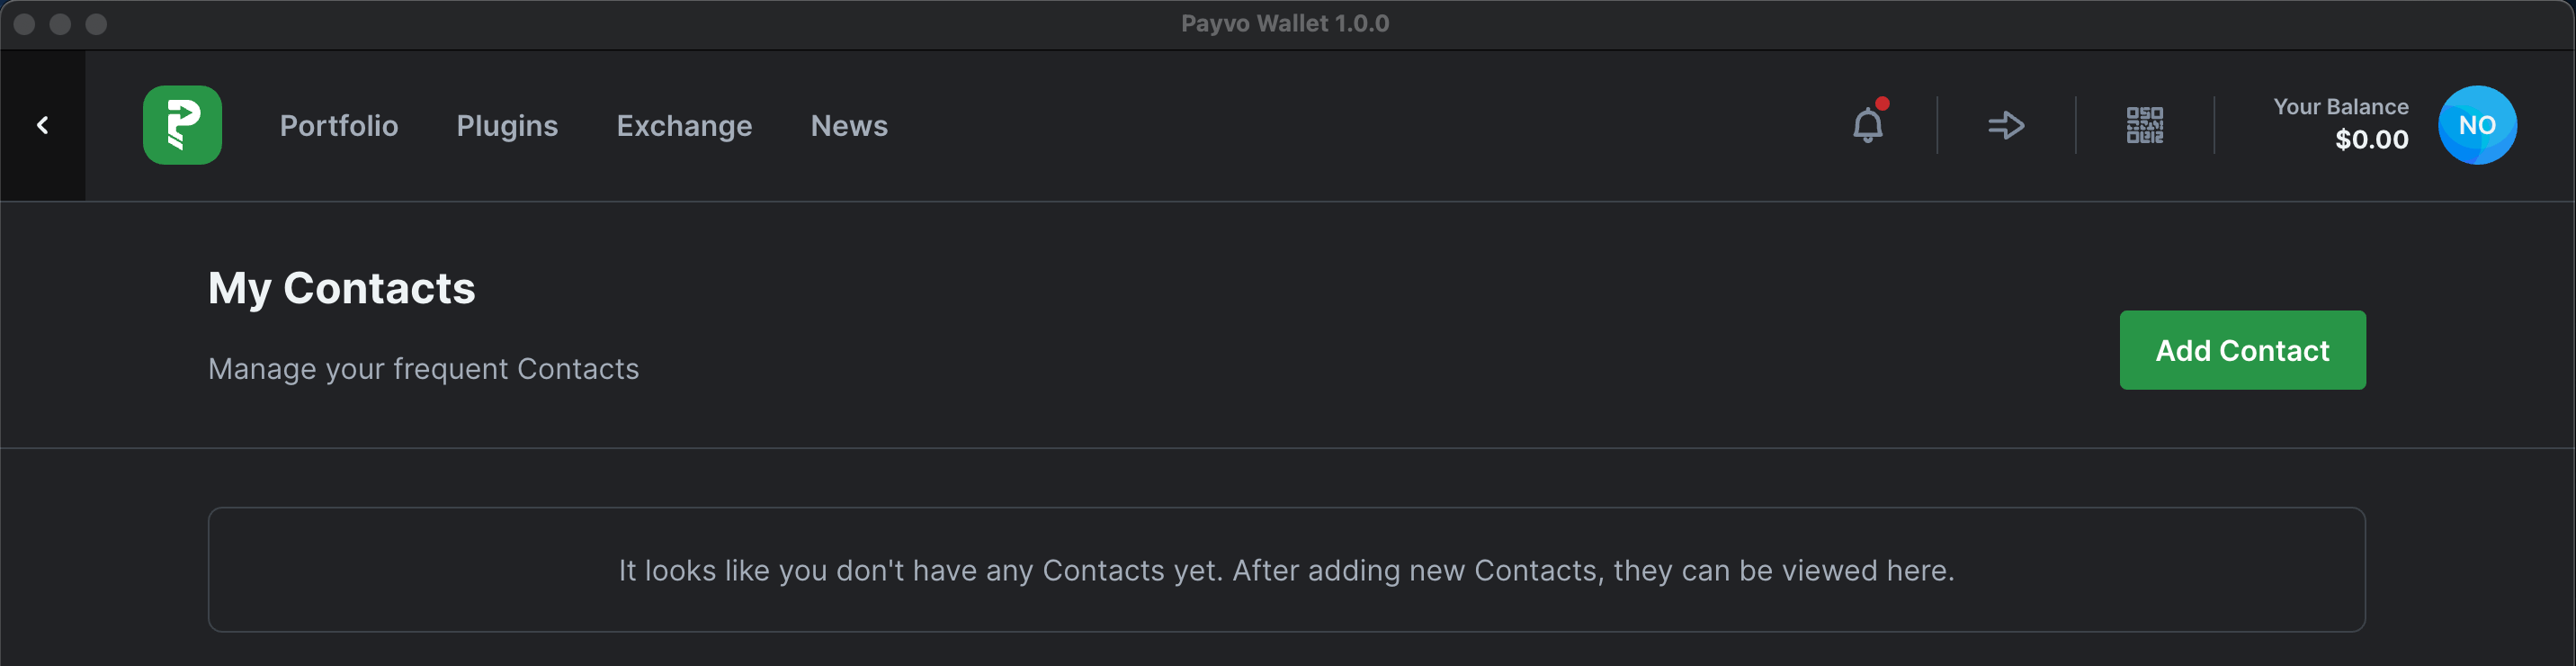 Payvo Wallet 1.0.0
Portfolio
Plugins
Exchange
News
Your Balance
$0.00
NO
My Contacts
Manage your frequent Contacts
Add Contact
It looks like you don't have any Contacts yet. After adding new Contacts, they can be viewed here.